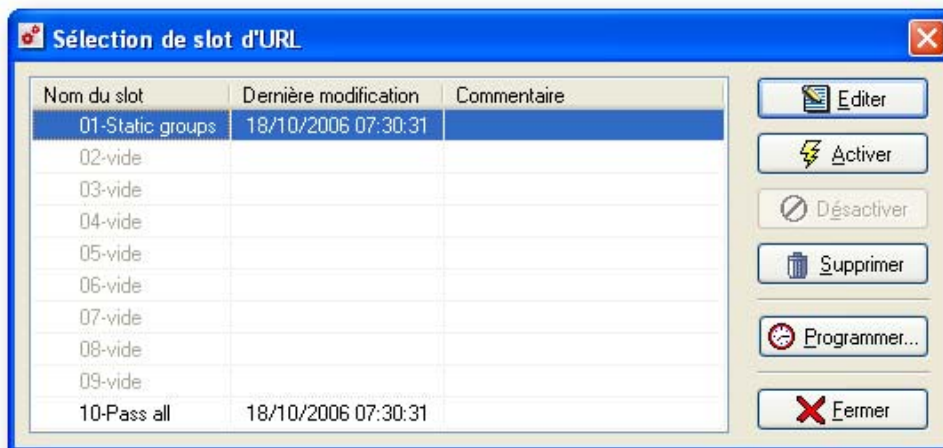 Sélection de slot d'URL
Nom du slot Dernière modification Commentaire
01-Static groups 18/10/2006 07:30:31
02-vide
03-vide
04-vide
05-vide
06-vide
07-vide
08-vide
09-vide
10-Pass all 18/10/2006 07:30:31
Editer
Activer
Désactiver
Supprimer
Programmer...
Fermer